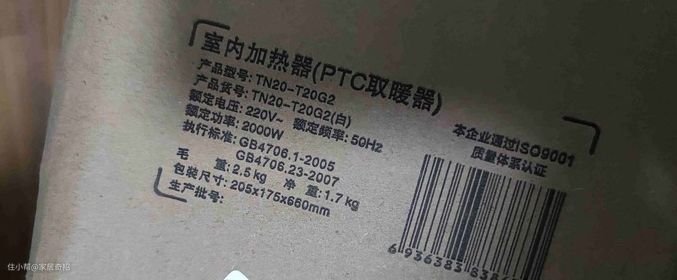 室内加热器(PTC取暖器)
产品型号: TN20-T20G2
产品货号: TN20-T20G2(白)
额定电压: 220V~ 额定频率: 50Hz
额定功率: 2000W
执行标准: GB4706.1-2005
GB4706.23-2007
毛 重: 2.5 kg 净 重: 1.7 kg
包装尺寸: 205x175x660mm
生产批号:
本企业通过ISO9001
质量体系认证
住小帮@家居奇招